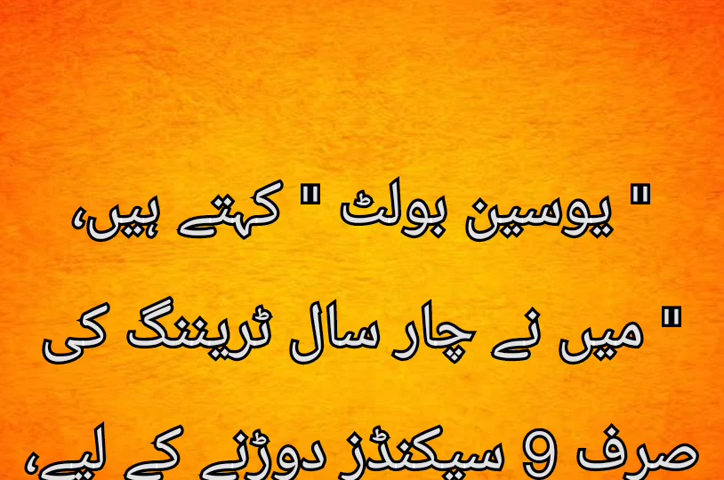 " یوسین بولٹ " کہتے ہیں،
" میں نے چار سال ٹریننگ کی
صرف 9 سیکنڈز دوڑنے کے لیے،